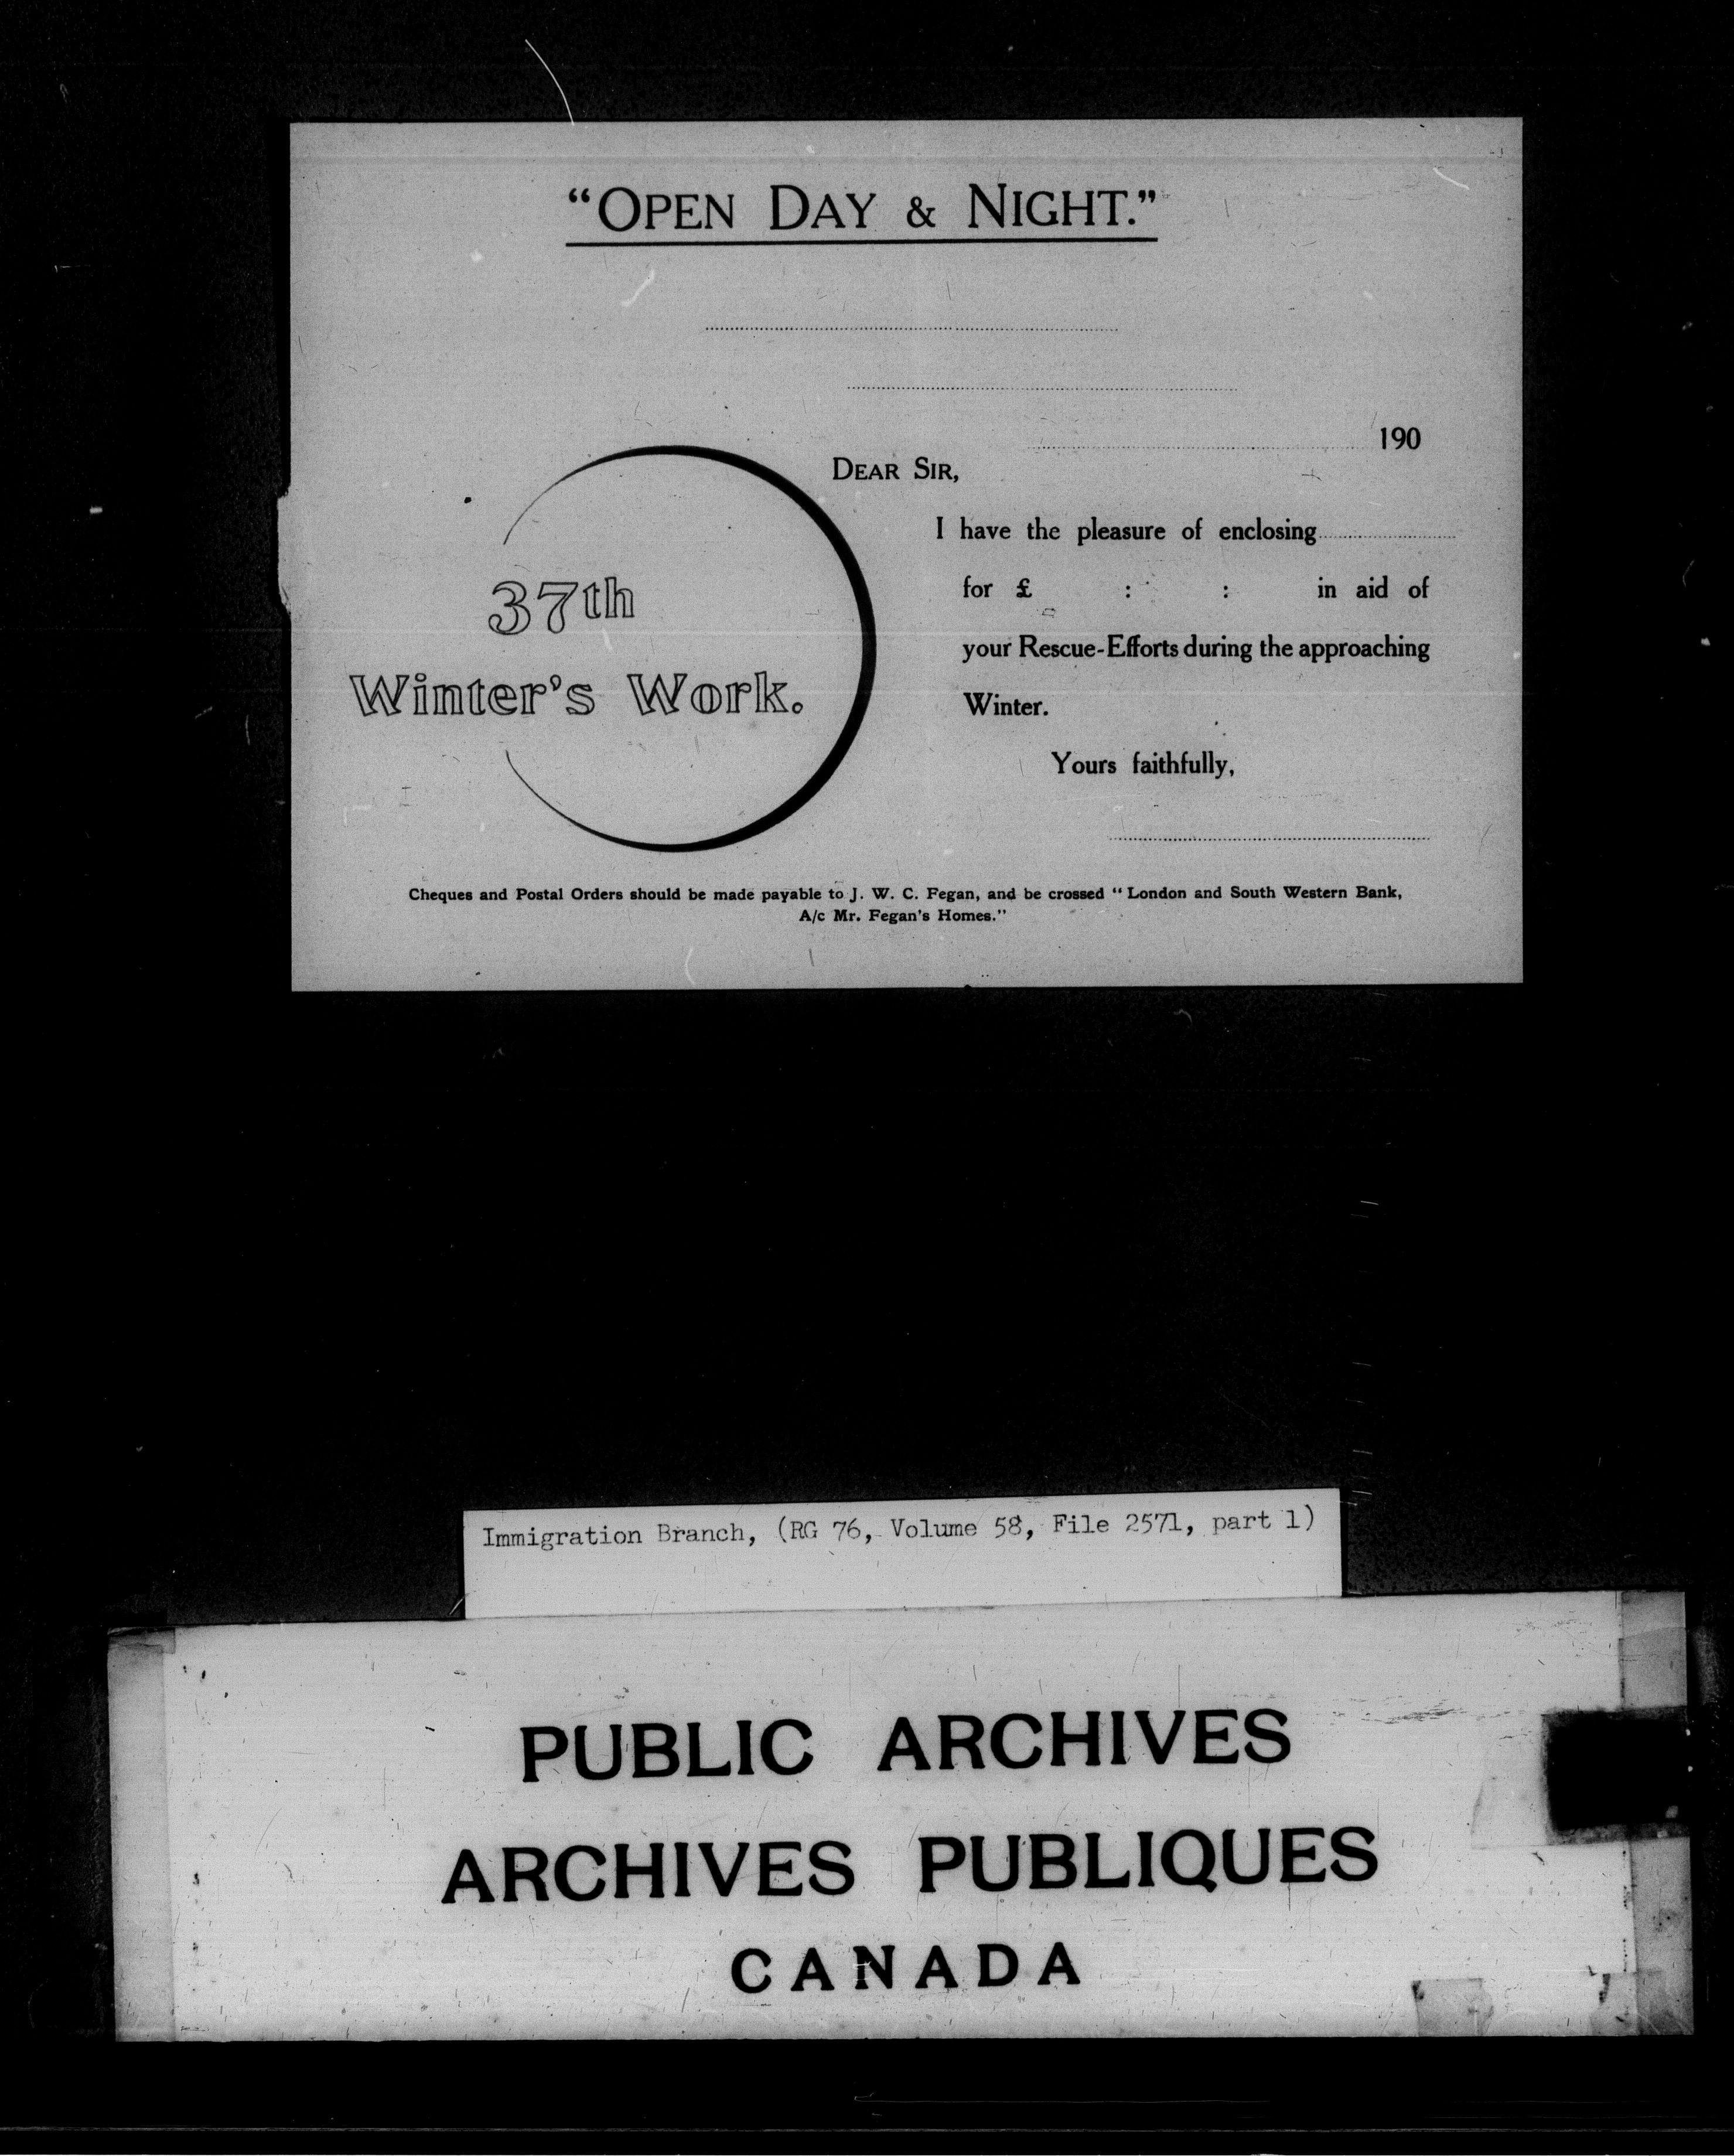 “OPEN DAY & NIGHT.”
190
DEAR SIR,
I have the pleasure of enclosing
for £ : : in aid of
your Rescue-Efforts during the approaching
Winter.
Yours faithfully,
37th
Winter's Work.
Cheques and Postal Orders should be made payable to J. W. C. Fegan, and be crossed “London and South Western Bank,
A/c Mr. Fegan's Homes.”
Immigration Branch, (RG 76, Volume 58, File 2571, part 1)
PUBLIC ARCHIVES
ARCHIVES PUBLIQUES
CANADA